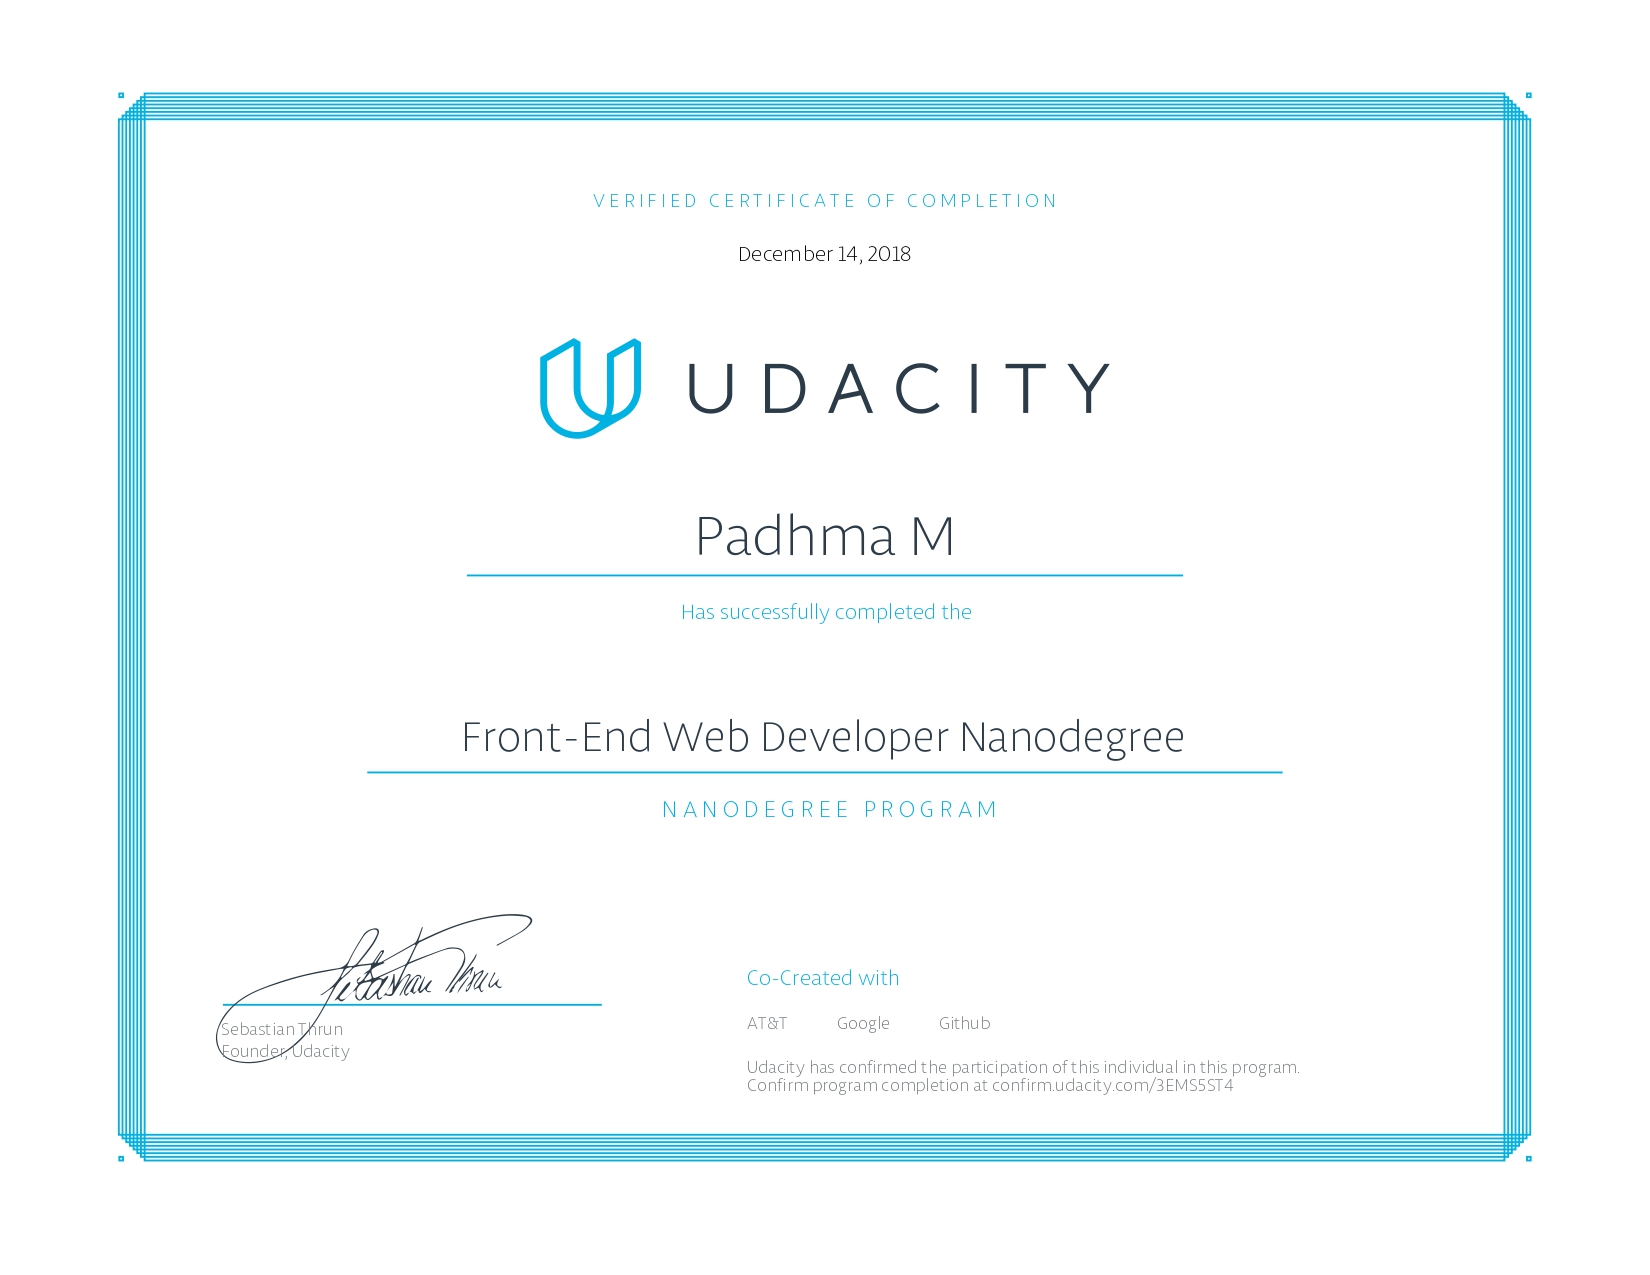 VERIFIED CERTIFICATE OF COMPLETION
December 14, 2018
UDACITY
Padhma M
Has successfully completed the
Front-End Web Developer Nanodegree
NANODEGREE PROGRAM
Sebastian Thrun
Sebastian Thrun
Founder, Udacity
Co-Created with
AT&T Google Github
Udacity has confirmed the participation of this individual in this program.
Confirm program completion at confirm.udacity.com/3EMS5ST4